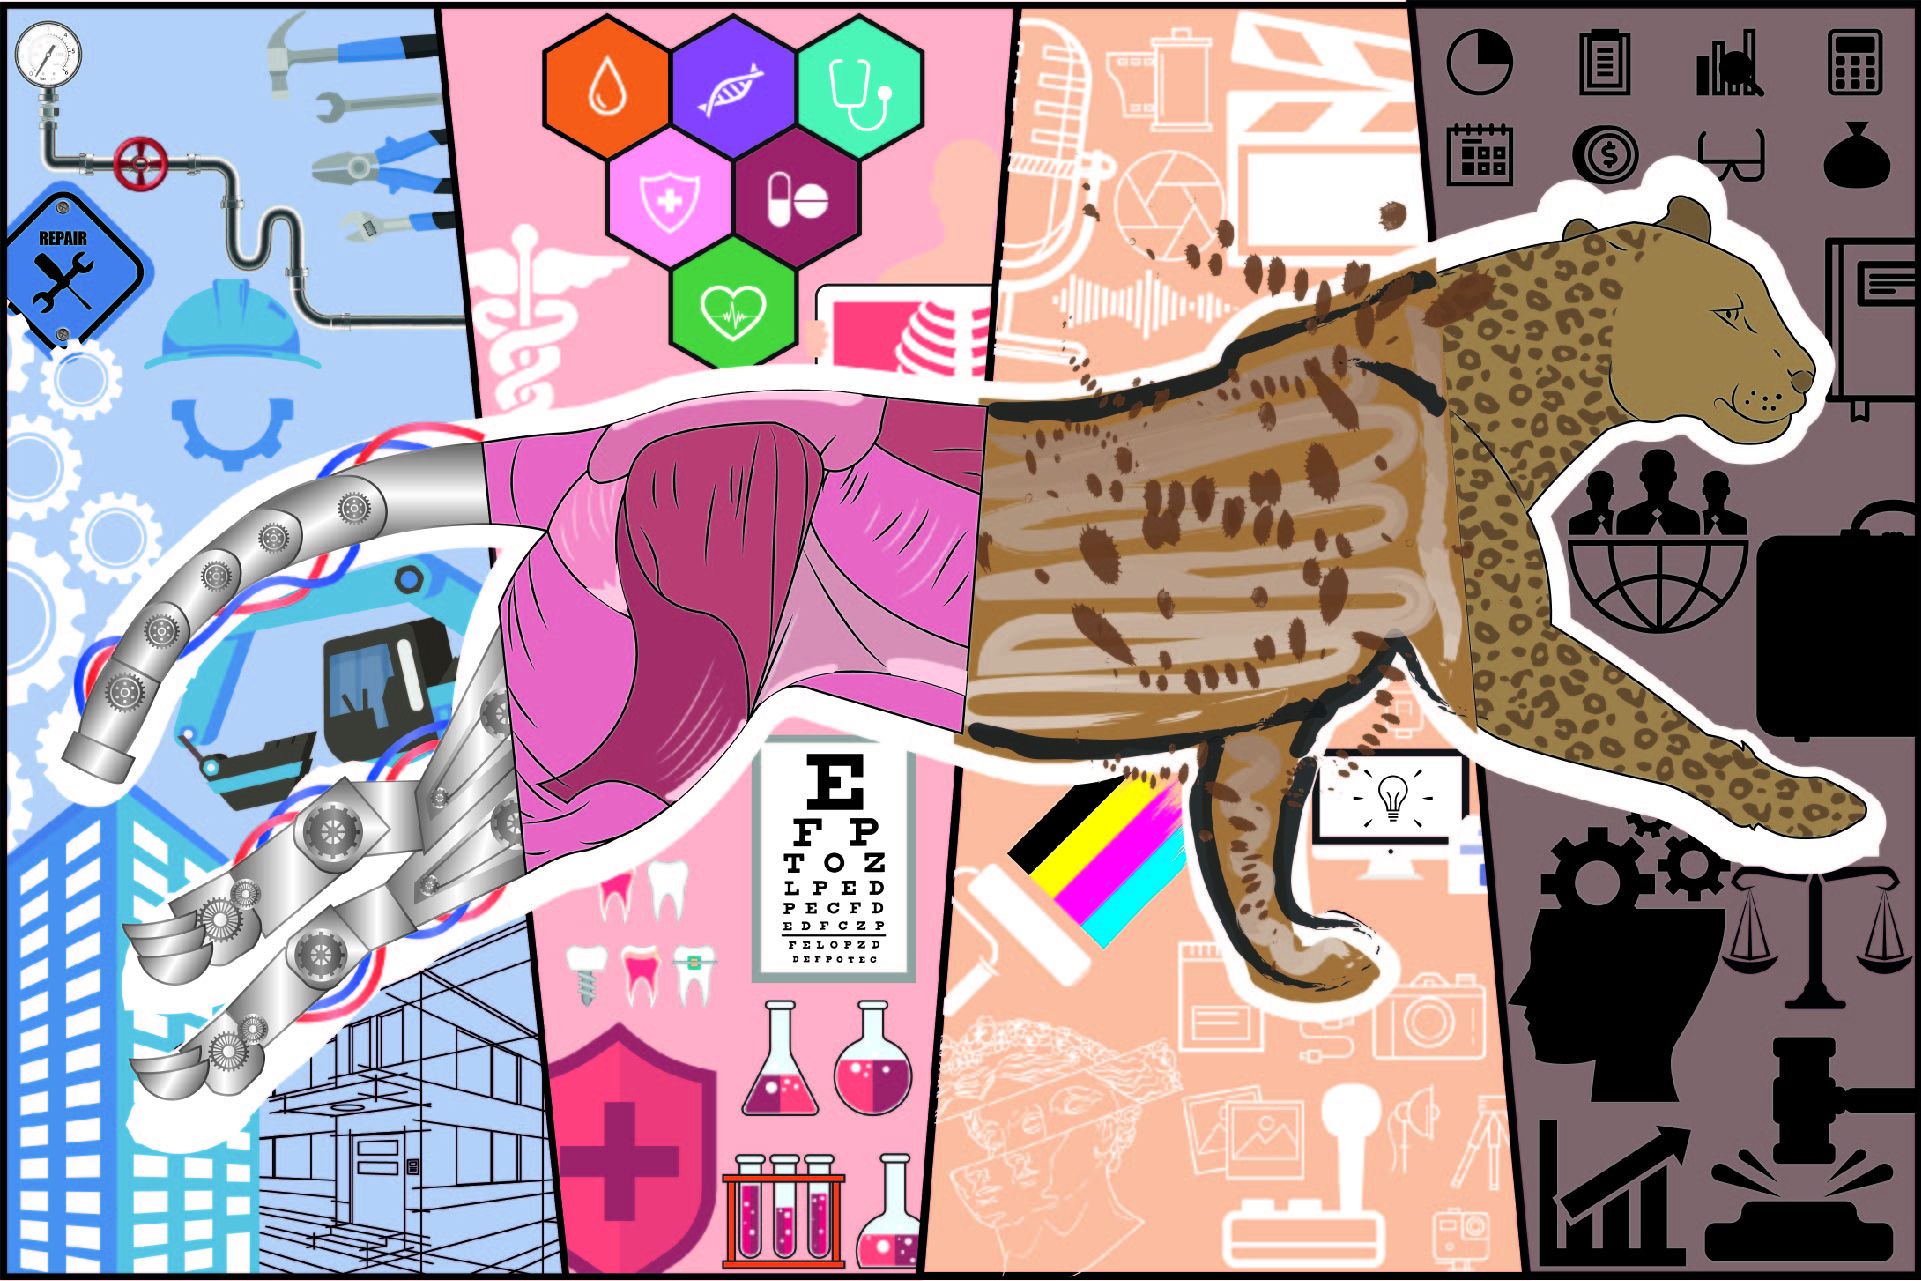 REPAIR
E
F P
T O Z
L P E D
P E C F D
E D F C Z P
F E L O P Z D
D E F P O T E C
$